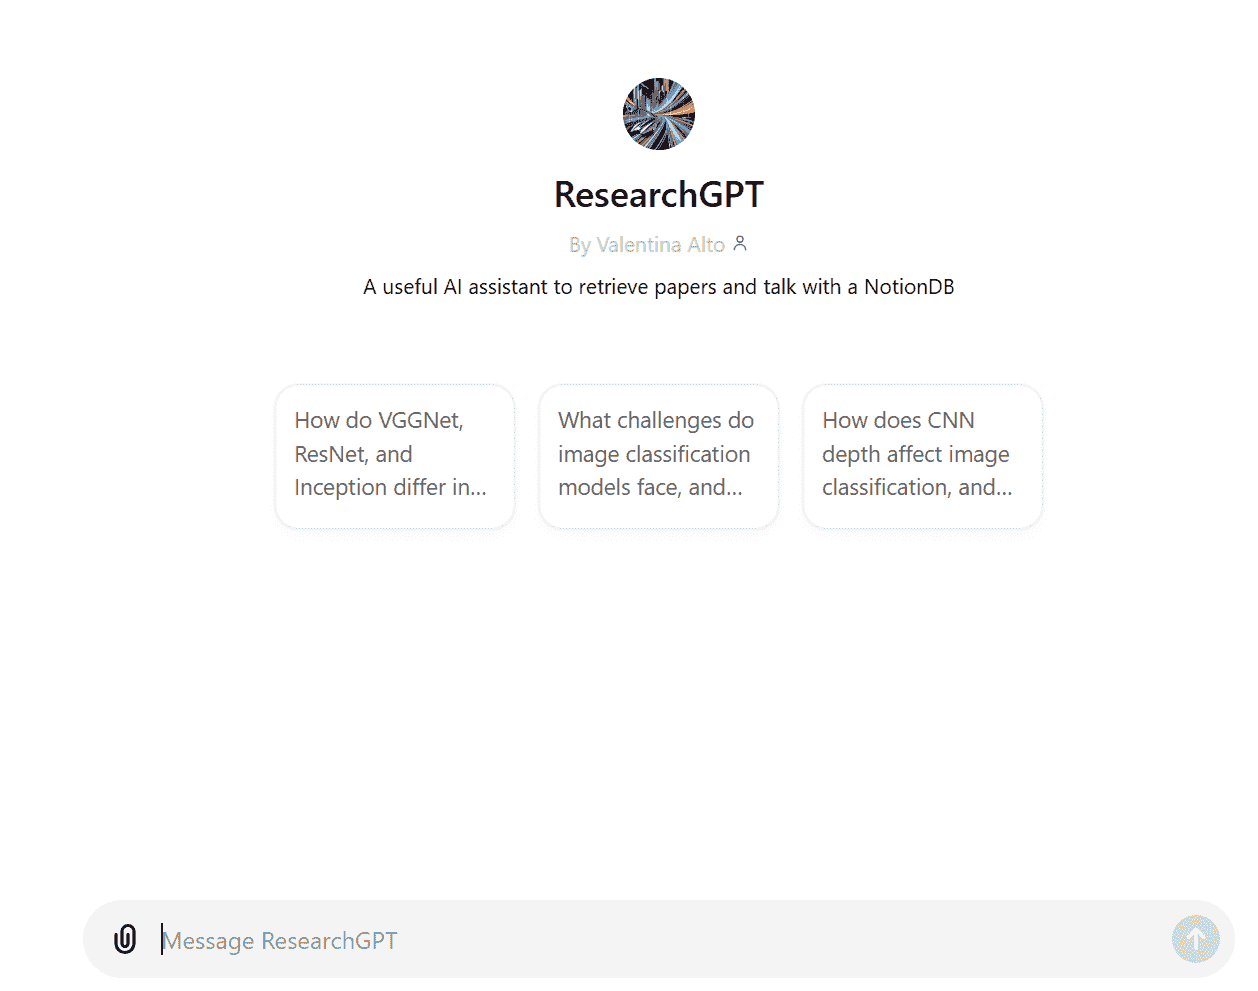 ResearchGPT
By Valentina Alto
A useful AI assistant to retrieve papers and talk with a NotionDB
How do VGGNet,
ResNet, and
Inception differ in...
What challenges do
image classification
models face, and...
How does CNN
depth affect image
classification, and...
Message ResearchGPT